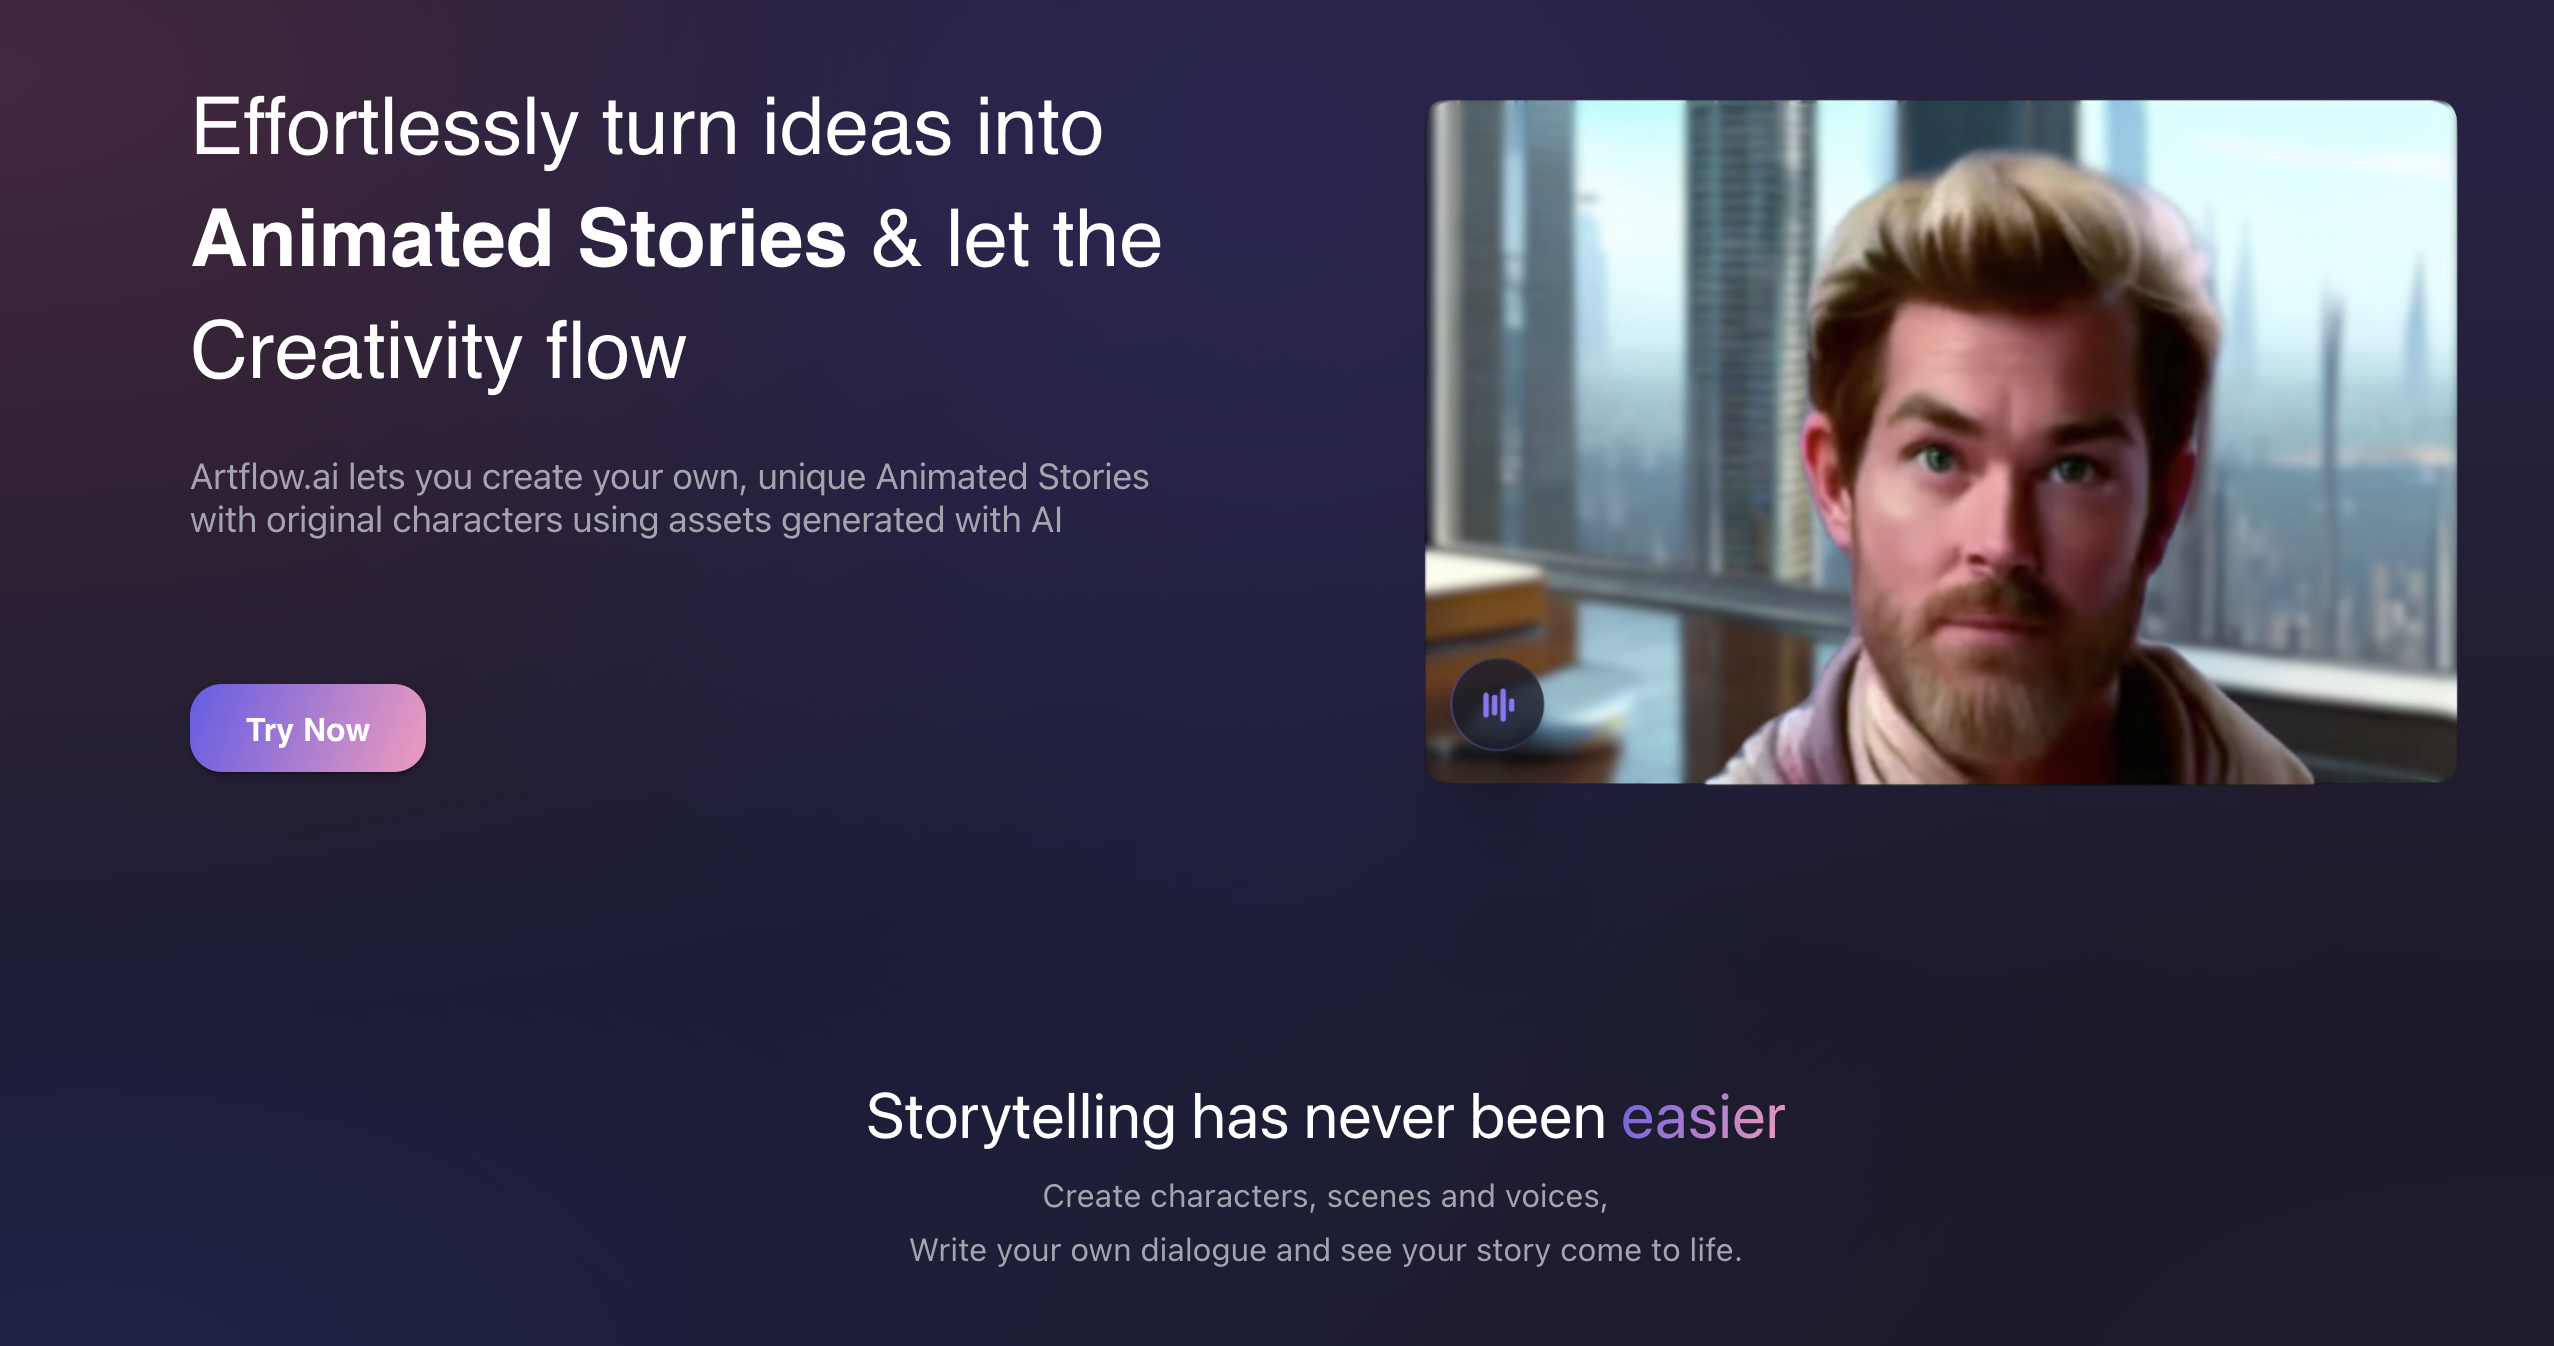 Effortlessly turn ideas into
Animated Stories & let the
Creativity flow
Artflow.ai lets you create your own, unique Animated Stories
with original characters using assets generated with AI
Try Now
Storytelling has never been easier
Create characters, scenes and voices,
Write your own dialogue and see your story come to life.